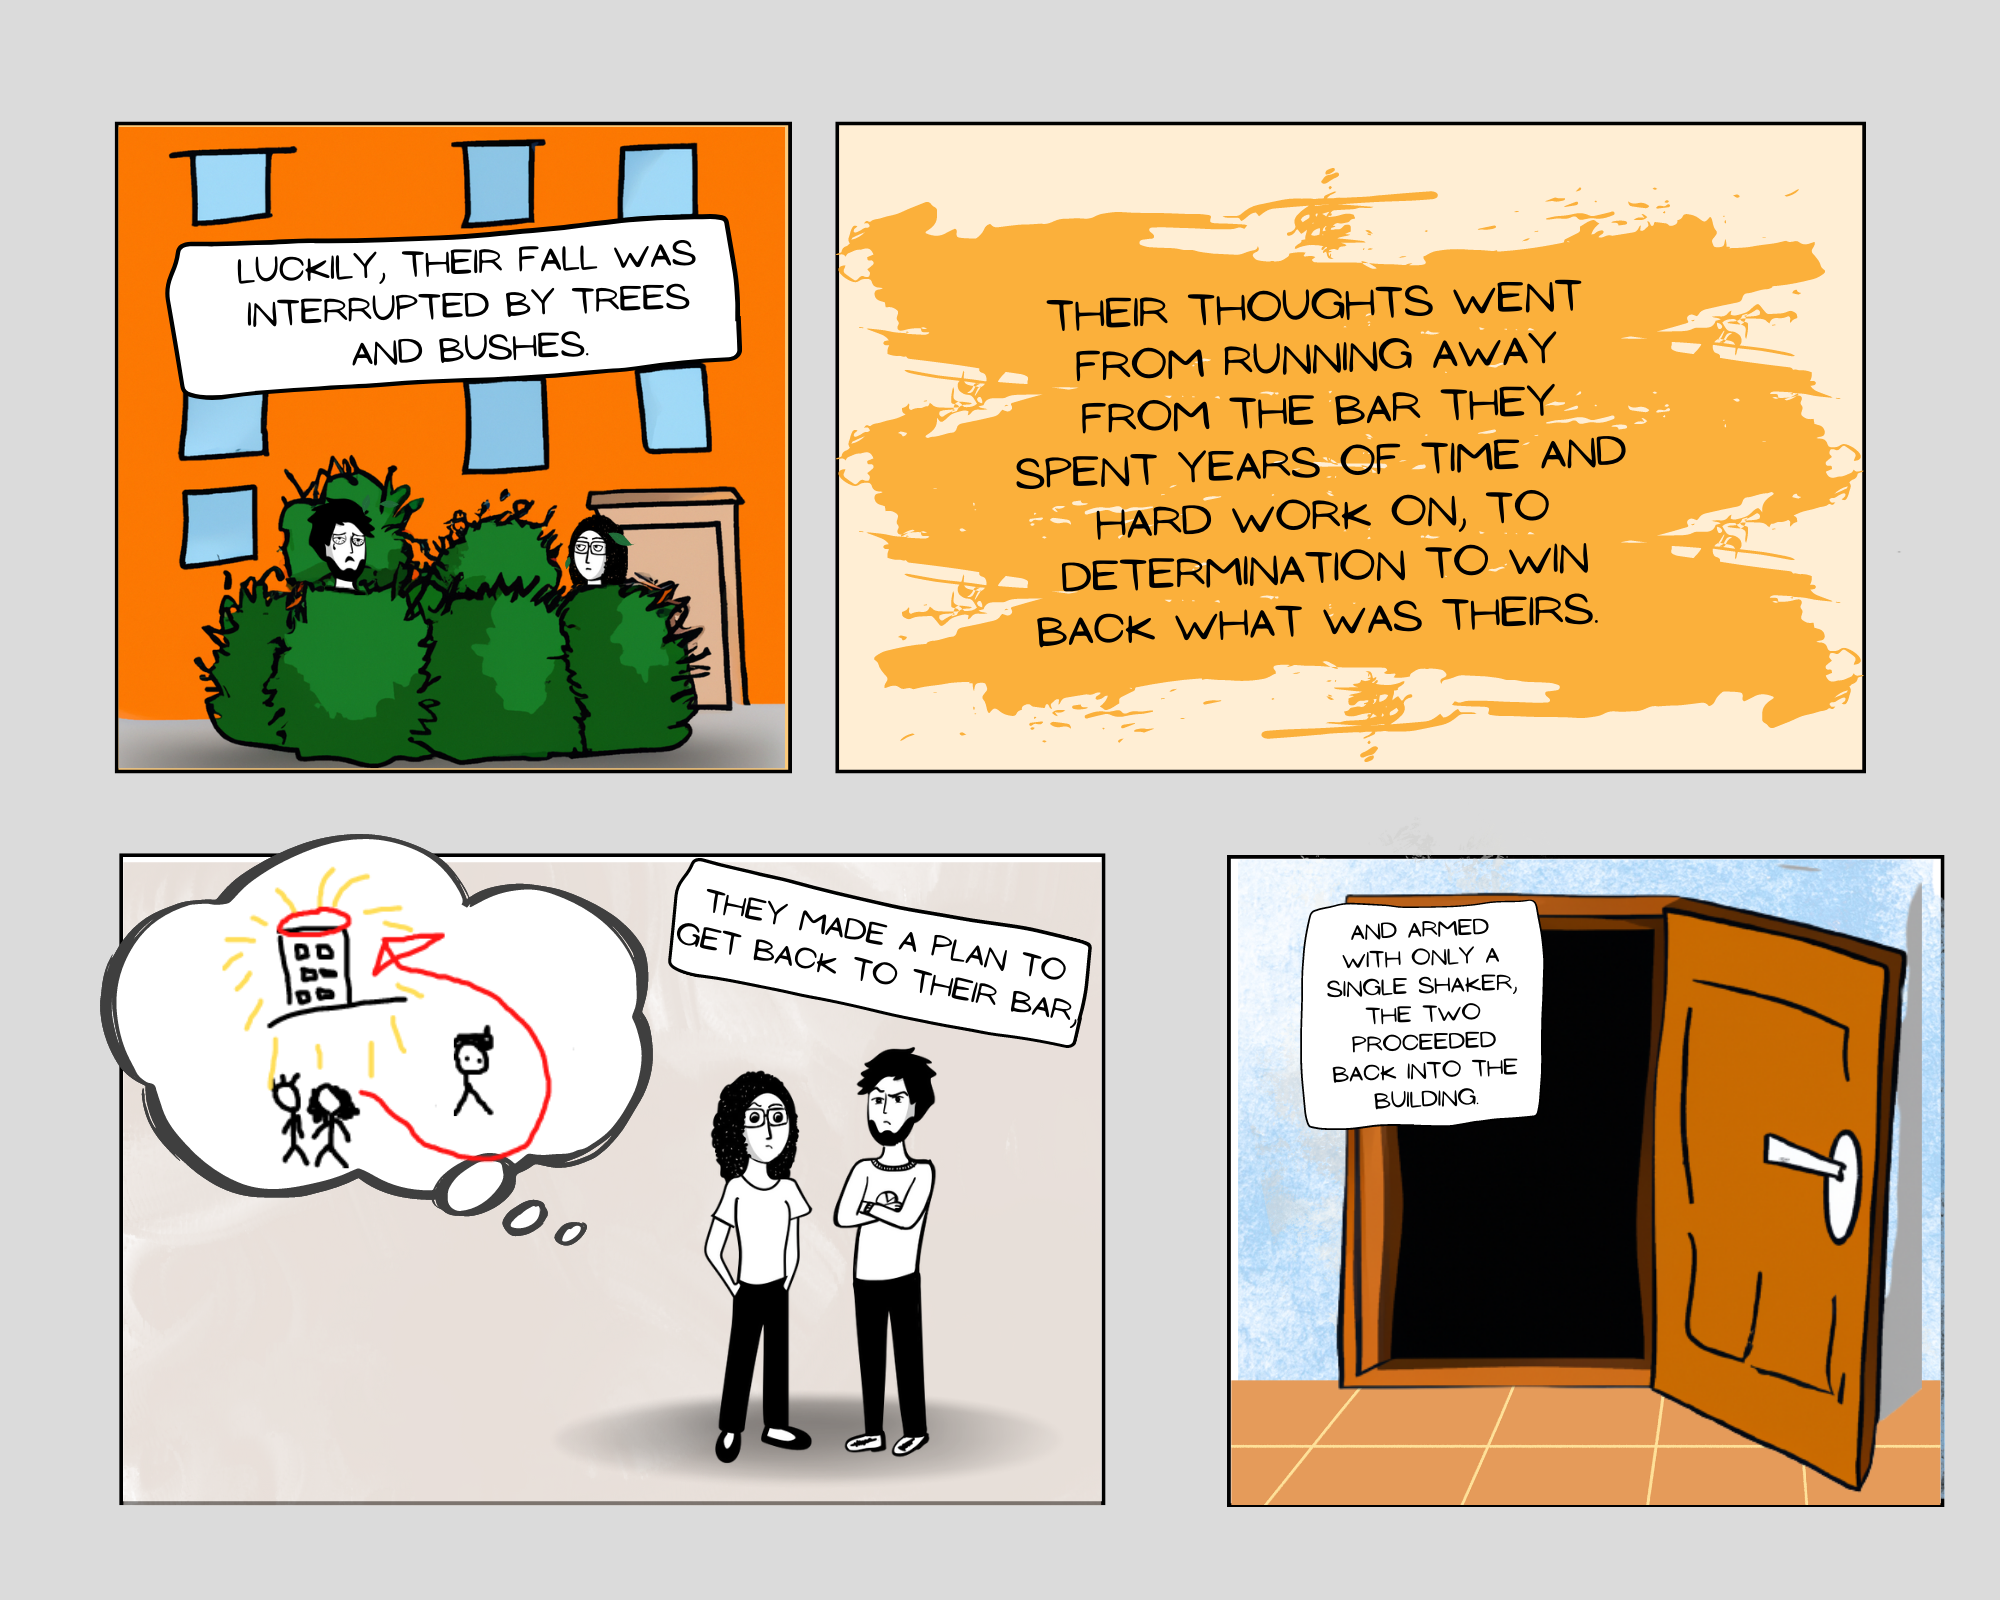 LUCKILY, THEIR FALL WAS
INTERRUPTED BY TREES
AND BUSHES.
THEIR THOUGHTS WENT
FROM RUNNING AWAY
FROM THE BAR THEY
SPENT YEARS OF TIME AND
HARD WORK ON, TO
DETERMINATION TO WIN
BACK WHAT WAS THEIRS.
THEY MADE A PLAN TO
GET BACK TO THEIR BAR,
AND ARMED
WITH ONLY A
SINGLE SHAKER,
THE TWO
PROCEEDED
BACK INTO THE
BUILDING.